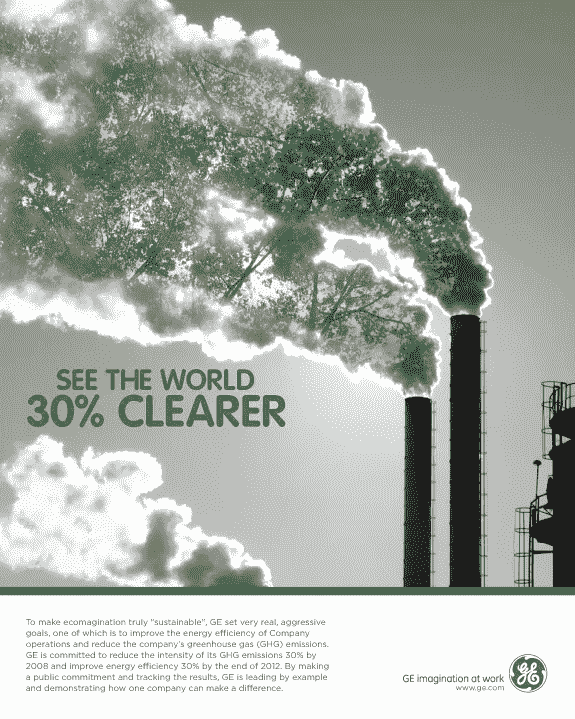 SEE THE WORLD
30% CLEARER
To make ecomagination truly "sustainable", GE set very real, aggressive
goals, one of which is to improve the energy efficiency of Company
operations and reduce the company's greenhouse gas (GHG) emissions.
GE is committed to reduce the intensity of its GHG emissions 30% by
2008 and improve energy efficiency 30% by the end of 2012. By making
a public commitment and tracking the results, GE is leading by example
and demonstrating how one company can make a difference.
GE imagination at work
www.ge.com
GE